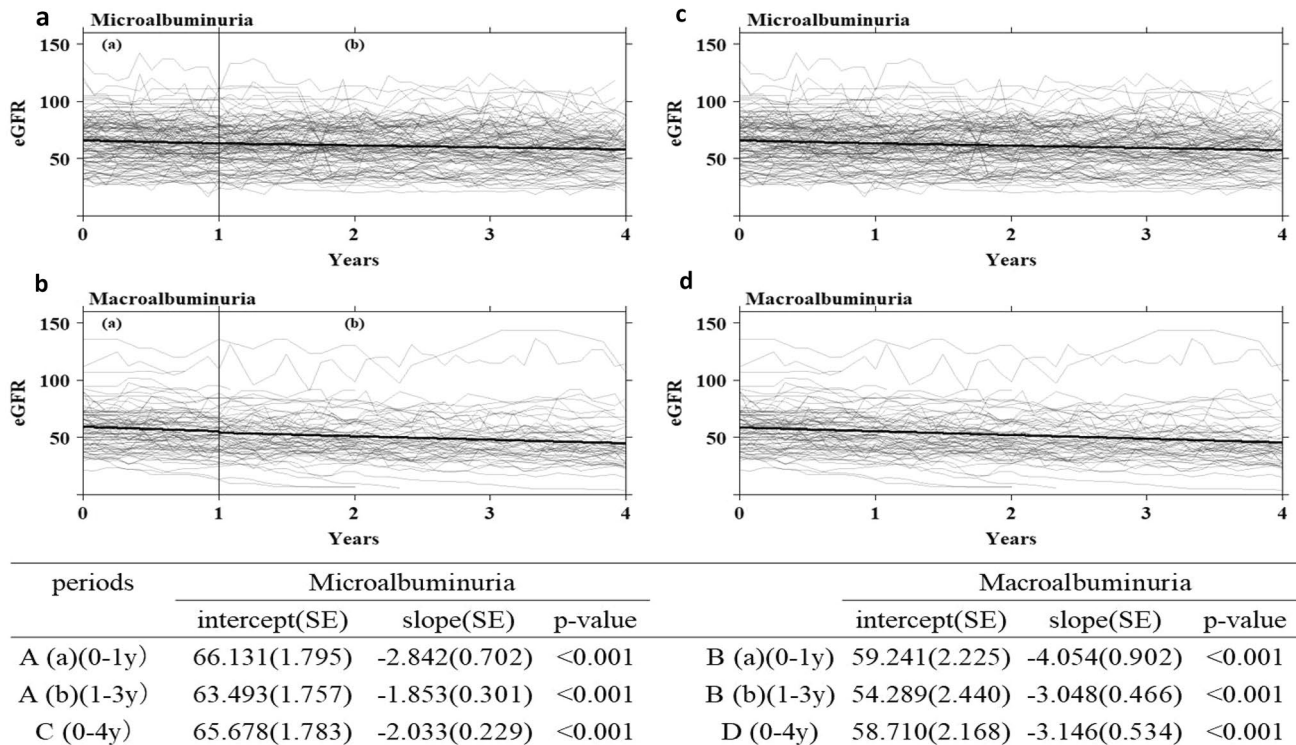 a
Microalbuminuria
(a)
(b)
150
100
50
eGFR
0 1 2 3 4
Years
c
Microalbuminuria
150
100
50
eGFR
0 1 2 3 4
Years
b
Macroalbuminuria
(a)
(b)
150
100
50
eGFR
0 1 2 3 4
Years
d
Macroalbuminuria
150
100
50
eGFR
0 1 2 3 4
Years
periods Microalbuminuria Macroalbuminuria
intercept(SE) slope(SE) p-value intercept(SE) slope(SE) p-value
A (a)(0-1y) 66.131(1.795) -2.842(0.702) <0.001 B (a)(0-1y) 59.241(2.225) -4.054(0.902) <0.001
A (b)(1-3y) 63.493(1.757) -1.853(0.301) <0.001 B (b)(1-3y) 54.289(2.440) -3.048(0.466) <0.001
C (0-4y) 65.678(1.783) -2.033(0.229) <0.001 D (0-4y) 58.710(2.168) -3.146(0.534) <0.001